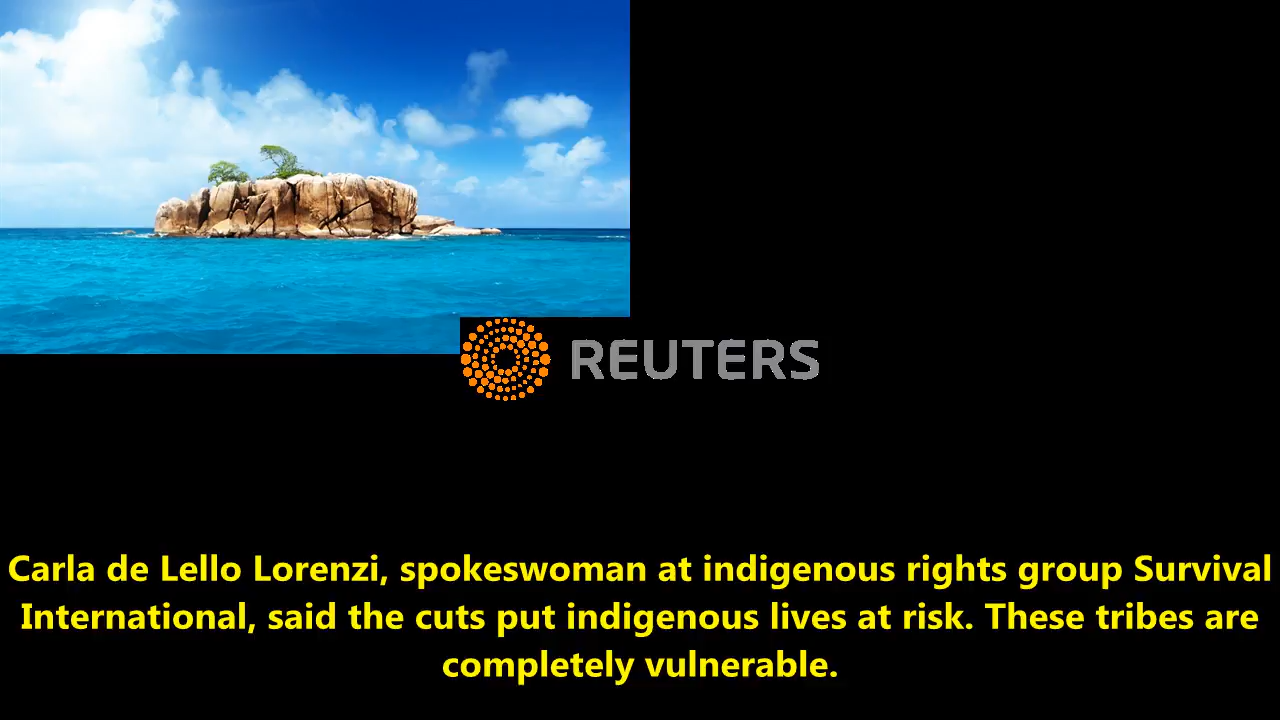 REUTERS
Carla de Lello Lorenzi, spokeswoman at indigenous rights group Survival
International, said the cuts put indigenous lives at risk. These tribes are
completely vulnerable.